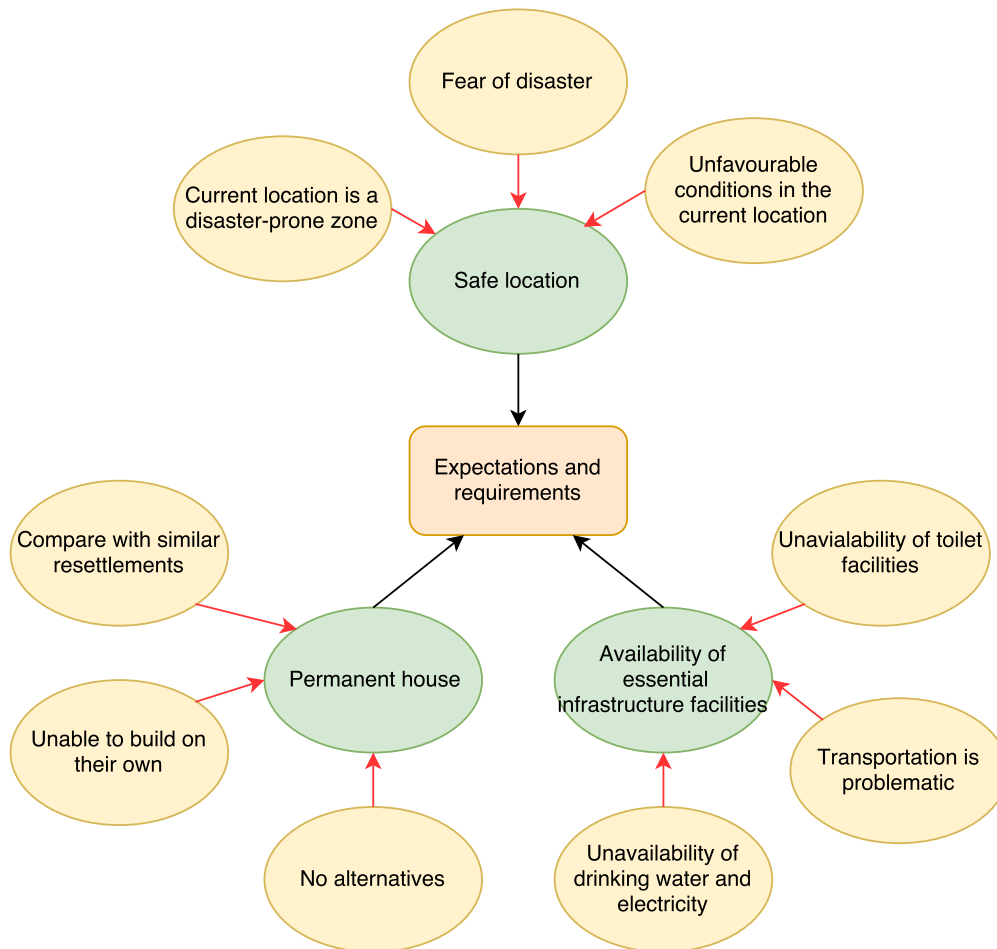 Fear of disaster
Current location is a
disaster-prone zone
Unfavourable
conditions in the
current location
Safe location
Expectations and
requirements
Compare with similar
resettlements
Unavialability of toilet
facilities
Permanent house
Availability of
essential
infrastructure facilities
Unable to build on
their own
Transportation is
problematic
No alternatives
Unavailability of
drinking water and
electricity